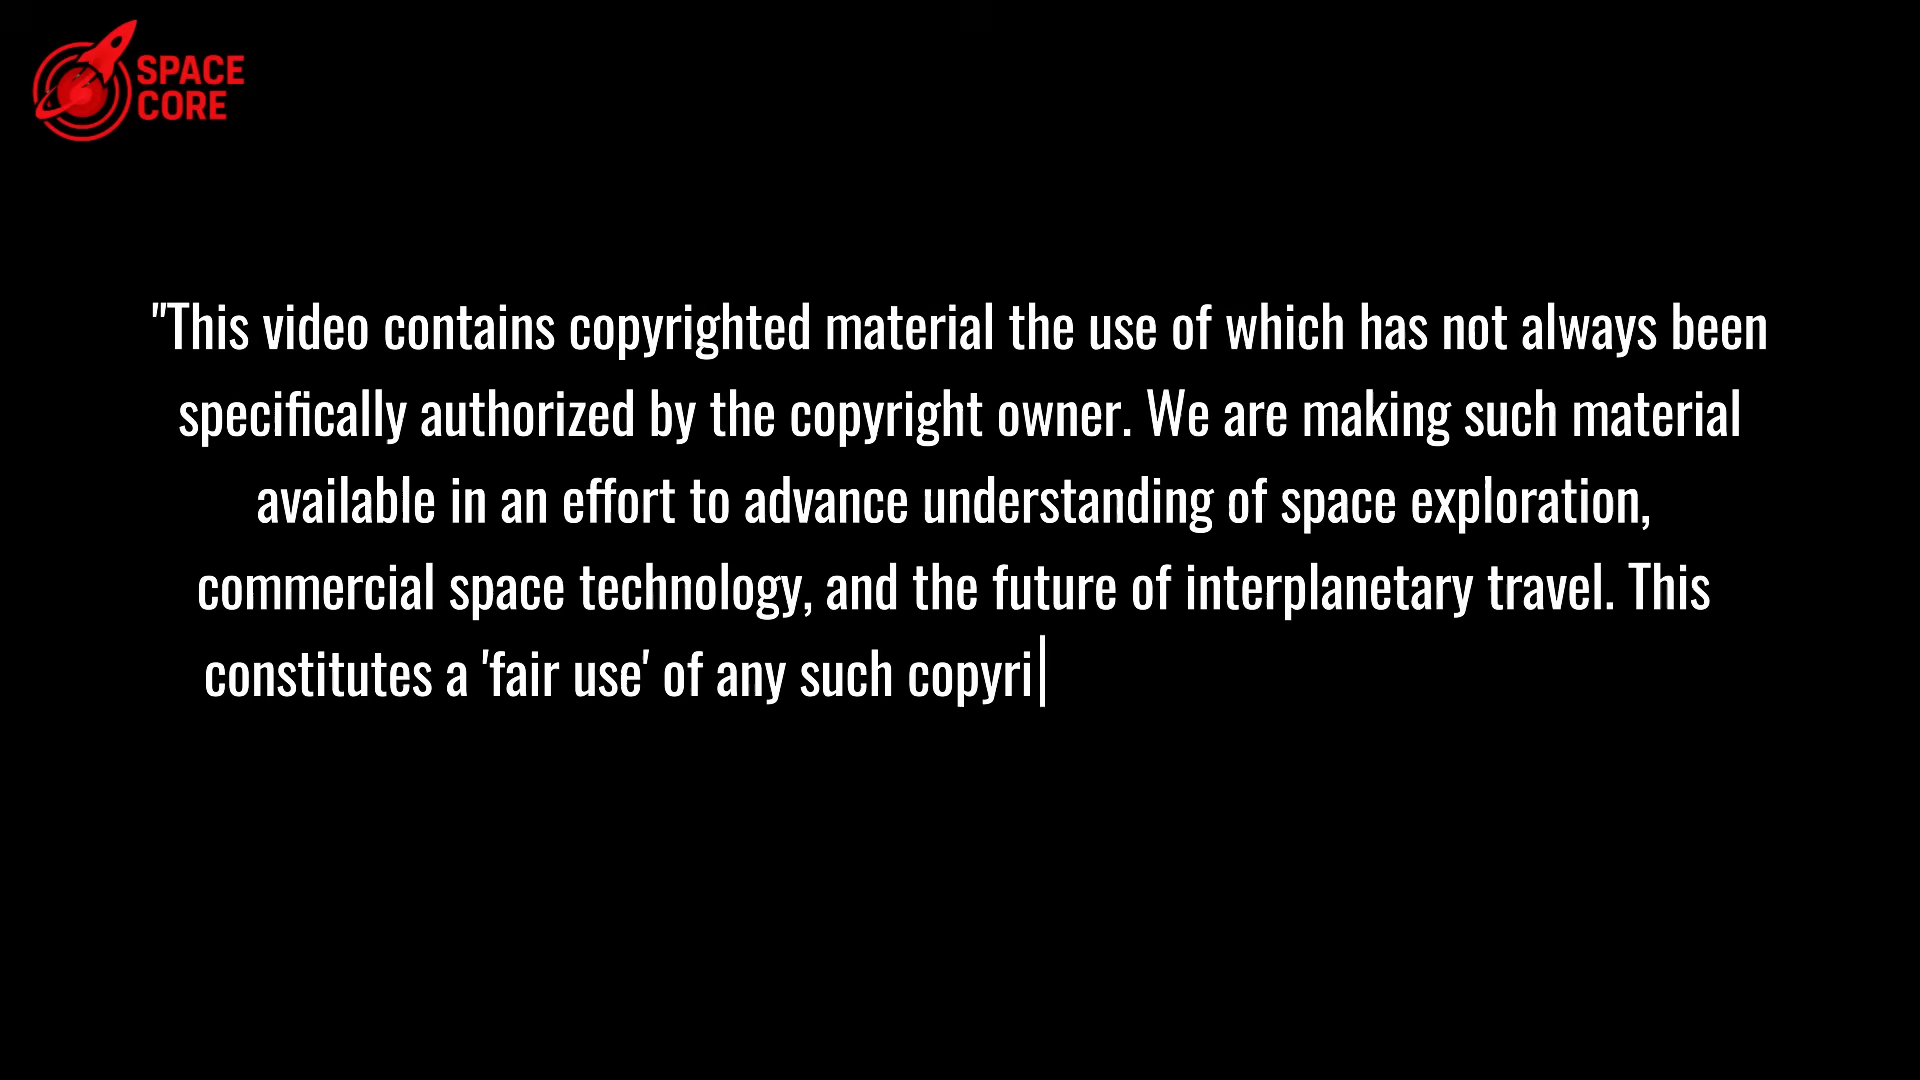 SPACE
CORE
"This video contains copyrighted material the use of which has not always been
specifically authorized by the copyright owner. We are making such material
available in an effort to advance understanding of space exploration,
commercial space technology, and the future of interplanetary travel. This
constitutes a 'fair use' of any such copyri